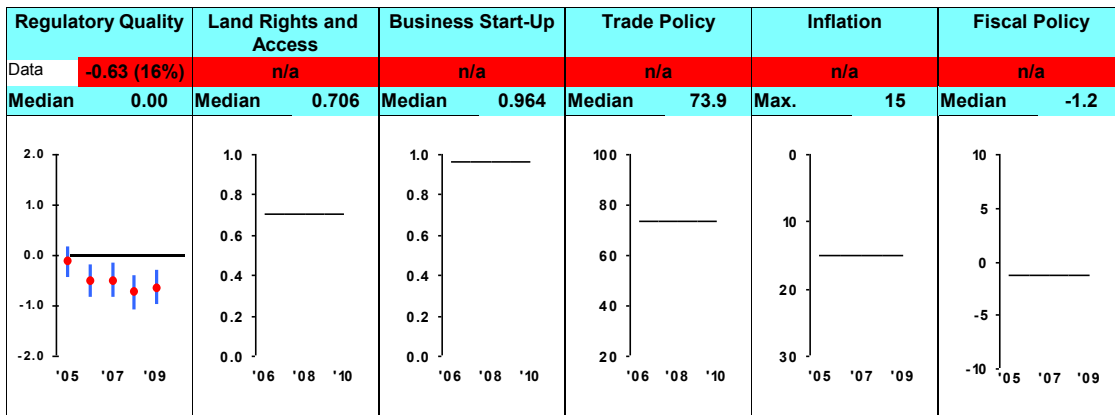 Regulatory Quality
Land Rights and Access
Business Start-Up
Trade Policy
Inflation
Fiscal Policy
Data -0.63 (16%)
n/a
n/a
n/a
n/a
n/a
Median 0.00
Median 0.706
Median 0.964
Median 73.9
Max. 15
Median -1.2
2.0
1.0
0.0
-1.0
-2.0
'05 '07 '09
1.0
0.8
0.6
0.4
0.2
0.0
'06 '08 '10
1.0
0.8
0.6
0.4
0.2
0.0
'06 '08 '10
100
80
60
40
20
'06 '08 '10
0
10
20
30
'05 '07 '09
10
5
0
-5
-10
'05 '07 '09